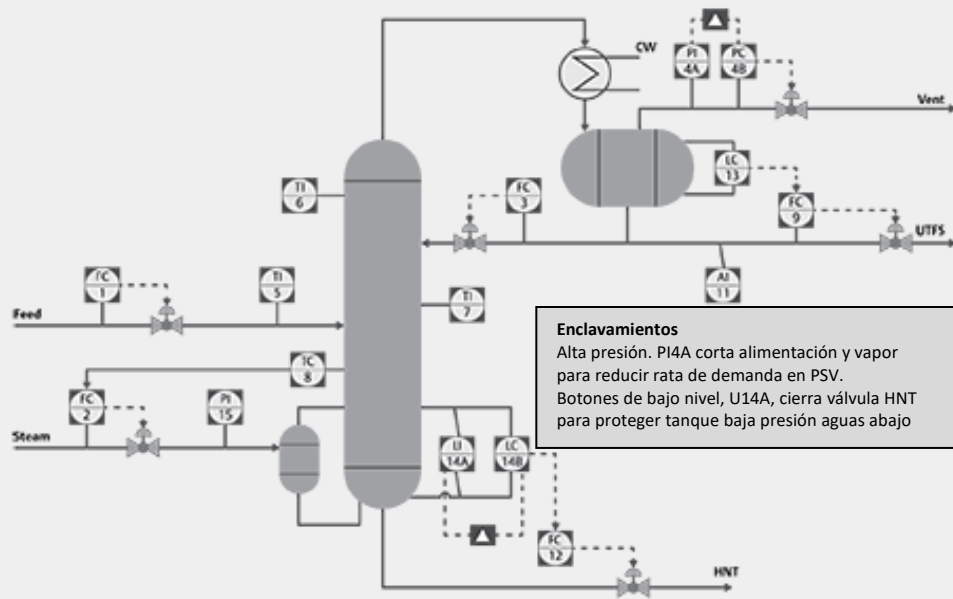 CW
PI
4A
PC
4B
Vent
LC
13
TI
6
FC
3
FC
9
UTFS
AI
11
1
TI
5
TI
7
Feed
Enclavamientos
Alta presión. PI4A corta alimentación y vapor
para reducir rata de demanda en PSV.
Botones de bajo nivel, U14A, cierra válvula HNT
para proteger tanque baja presión aguas abajo
8
FC
2
PI
15
Steam
LI
14A
LC
14B
FC
12
HNT